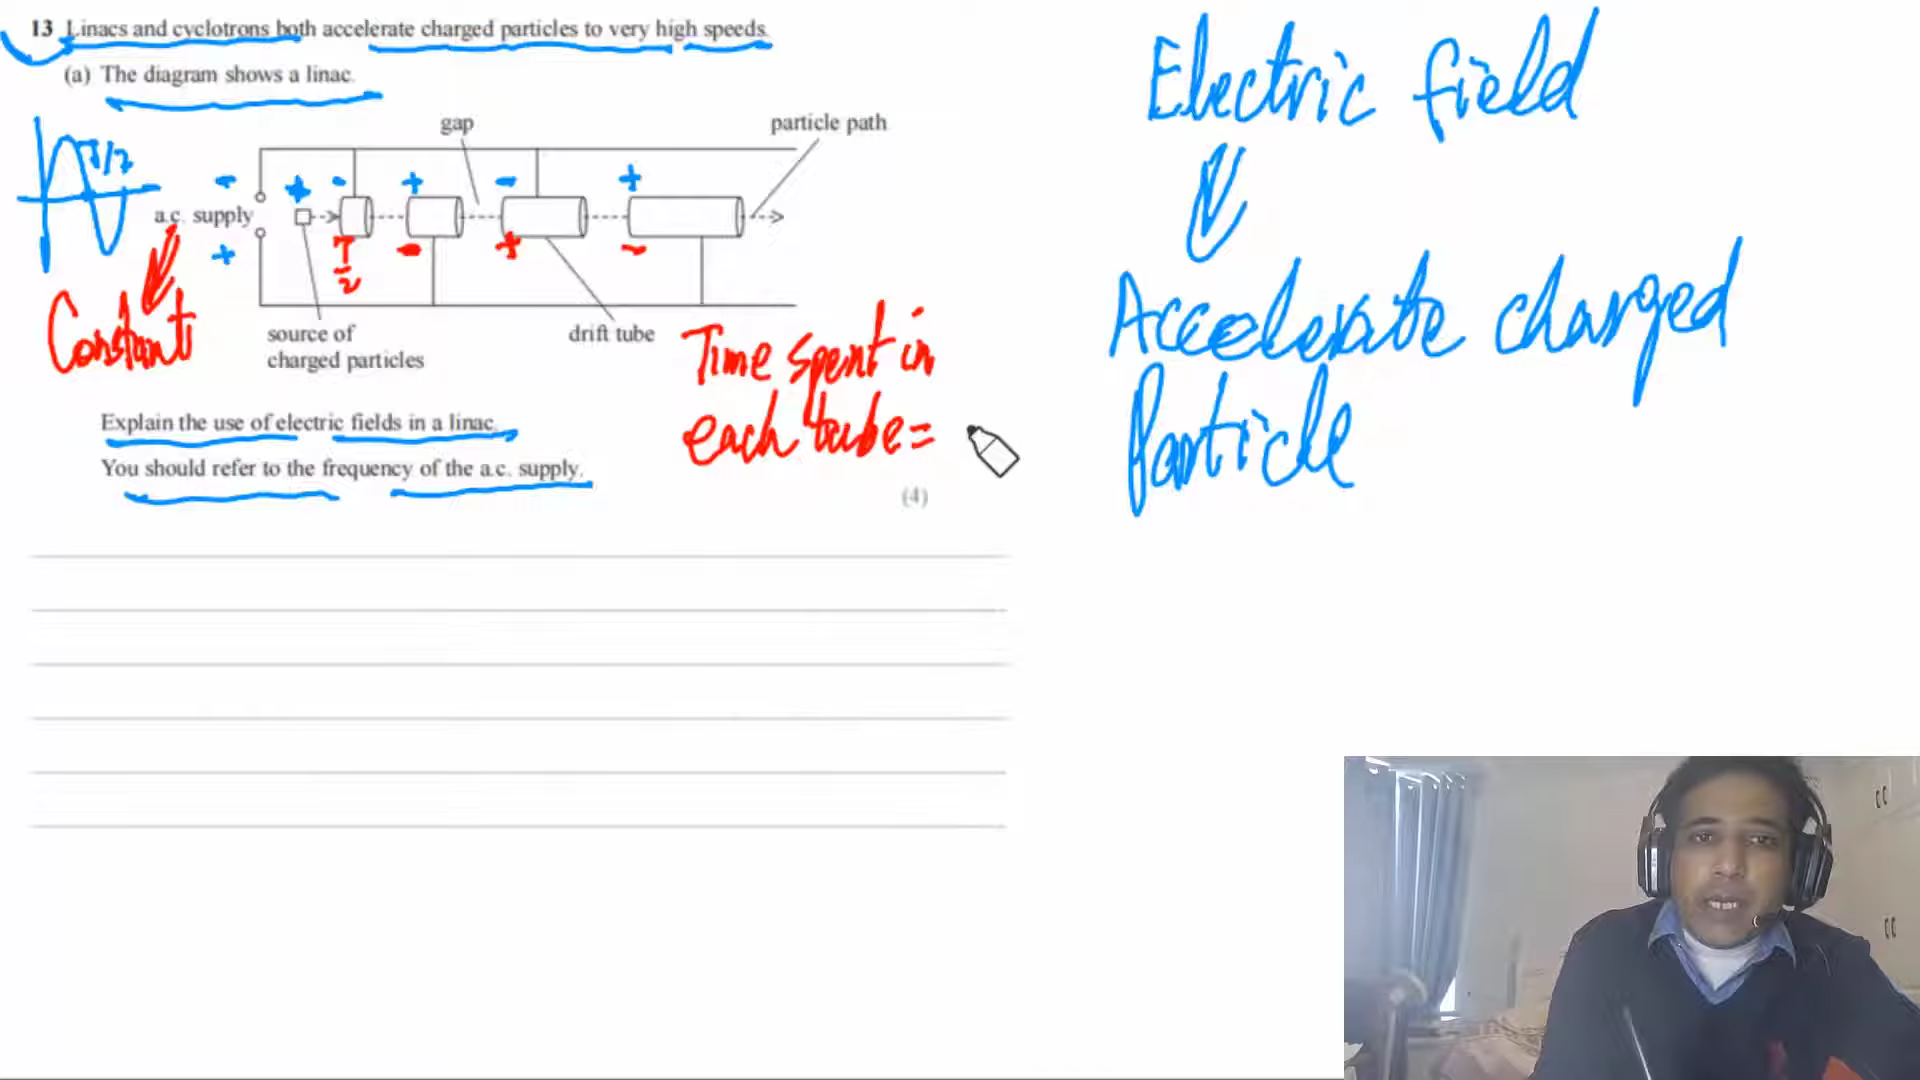 13 Linacs and cyclotrons both accelerate charged particles to very high speeds.
(a) The diagram shows a linac.
gap
particle path
T/2
- + - + - +
a.c. supply
+
T/2 - + -
Constant
source of
charged particles
drift tube
Time spent in
each tube =
Explain the use of electric fields in a linac.
You should refer to the frequency of the a.c. supply.
(4)
Electric field
Accelerate charged
Particle